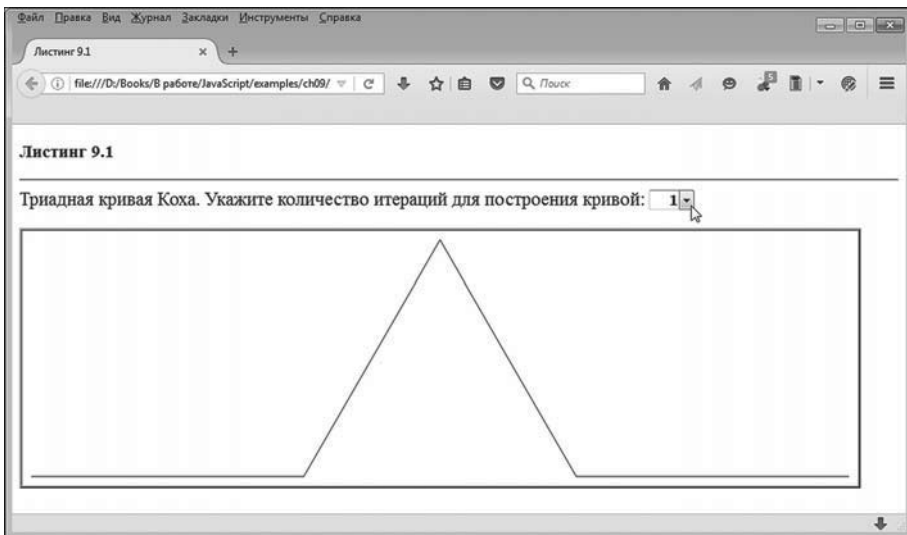 Файл Правка Вид Журнал Закладки Инструменты Справка
Листинг 9.1 × +
file:///D:/Books/В работе/JavaScript/examples/ch09/ Поиск 5
Листинг 9.1
Триадная кривая Коха. Укажите количество итераций для построения кривой: 1